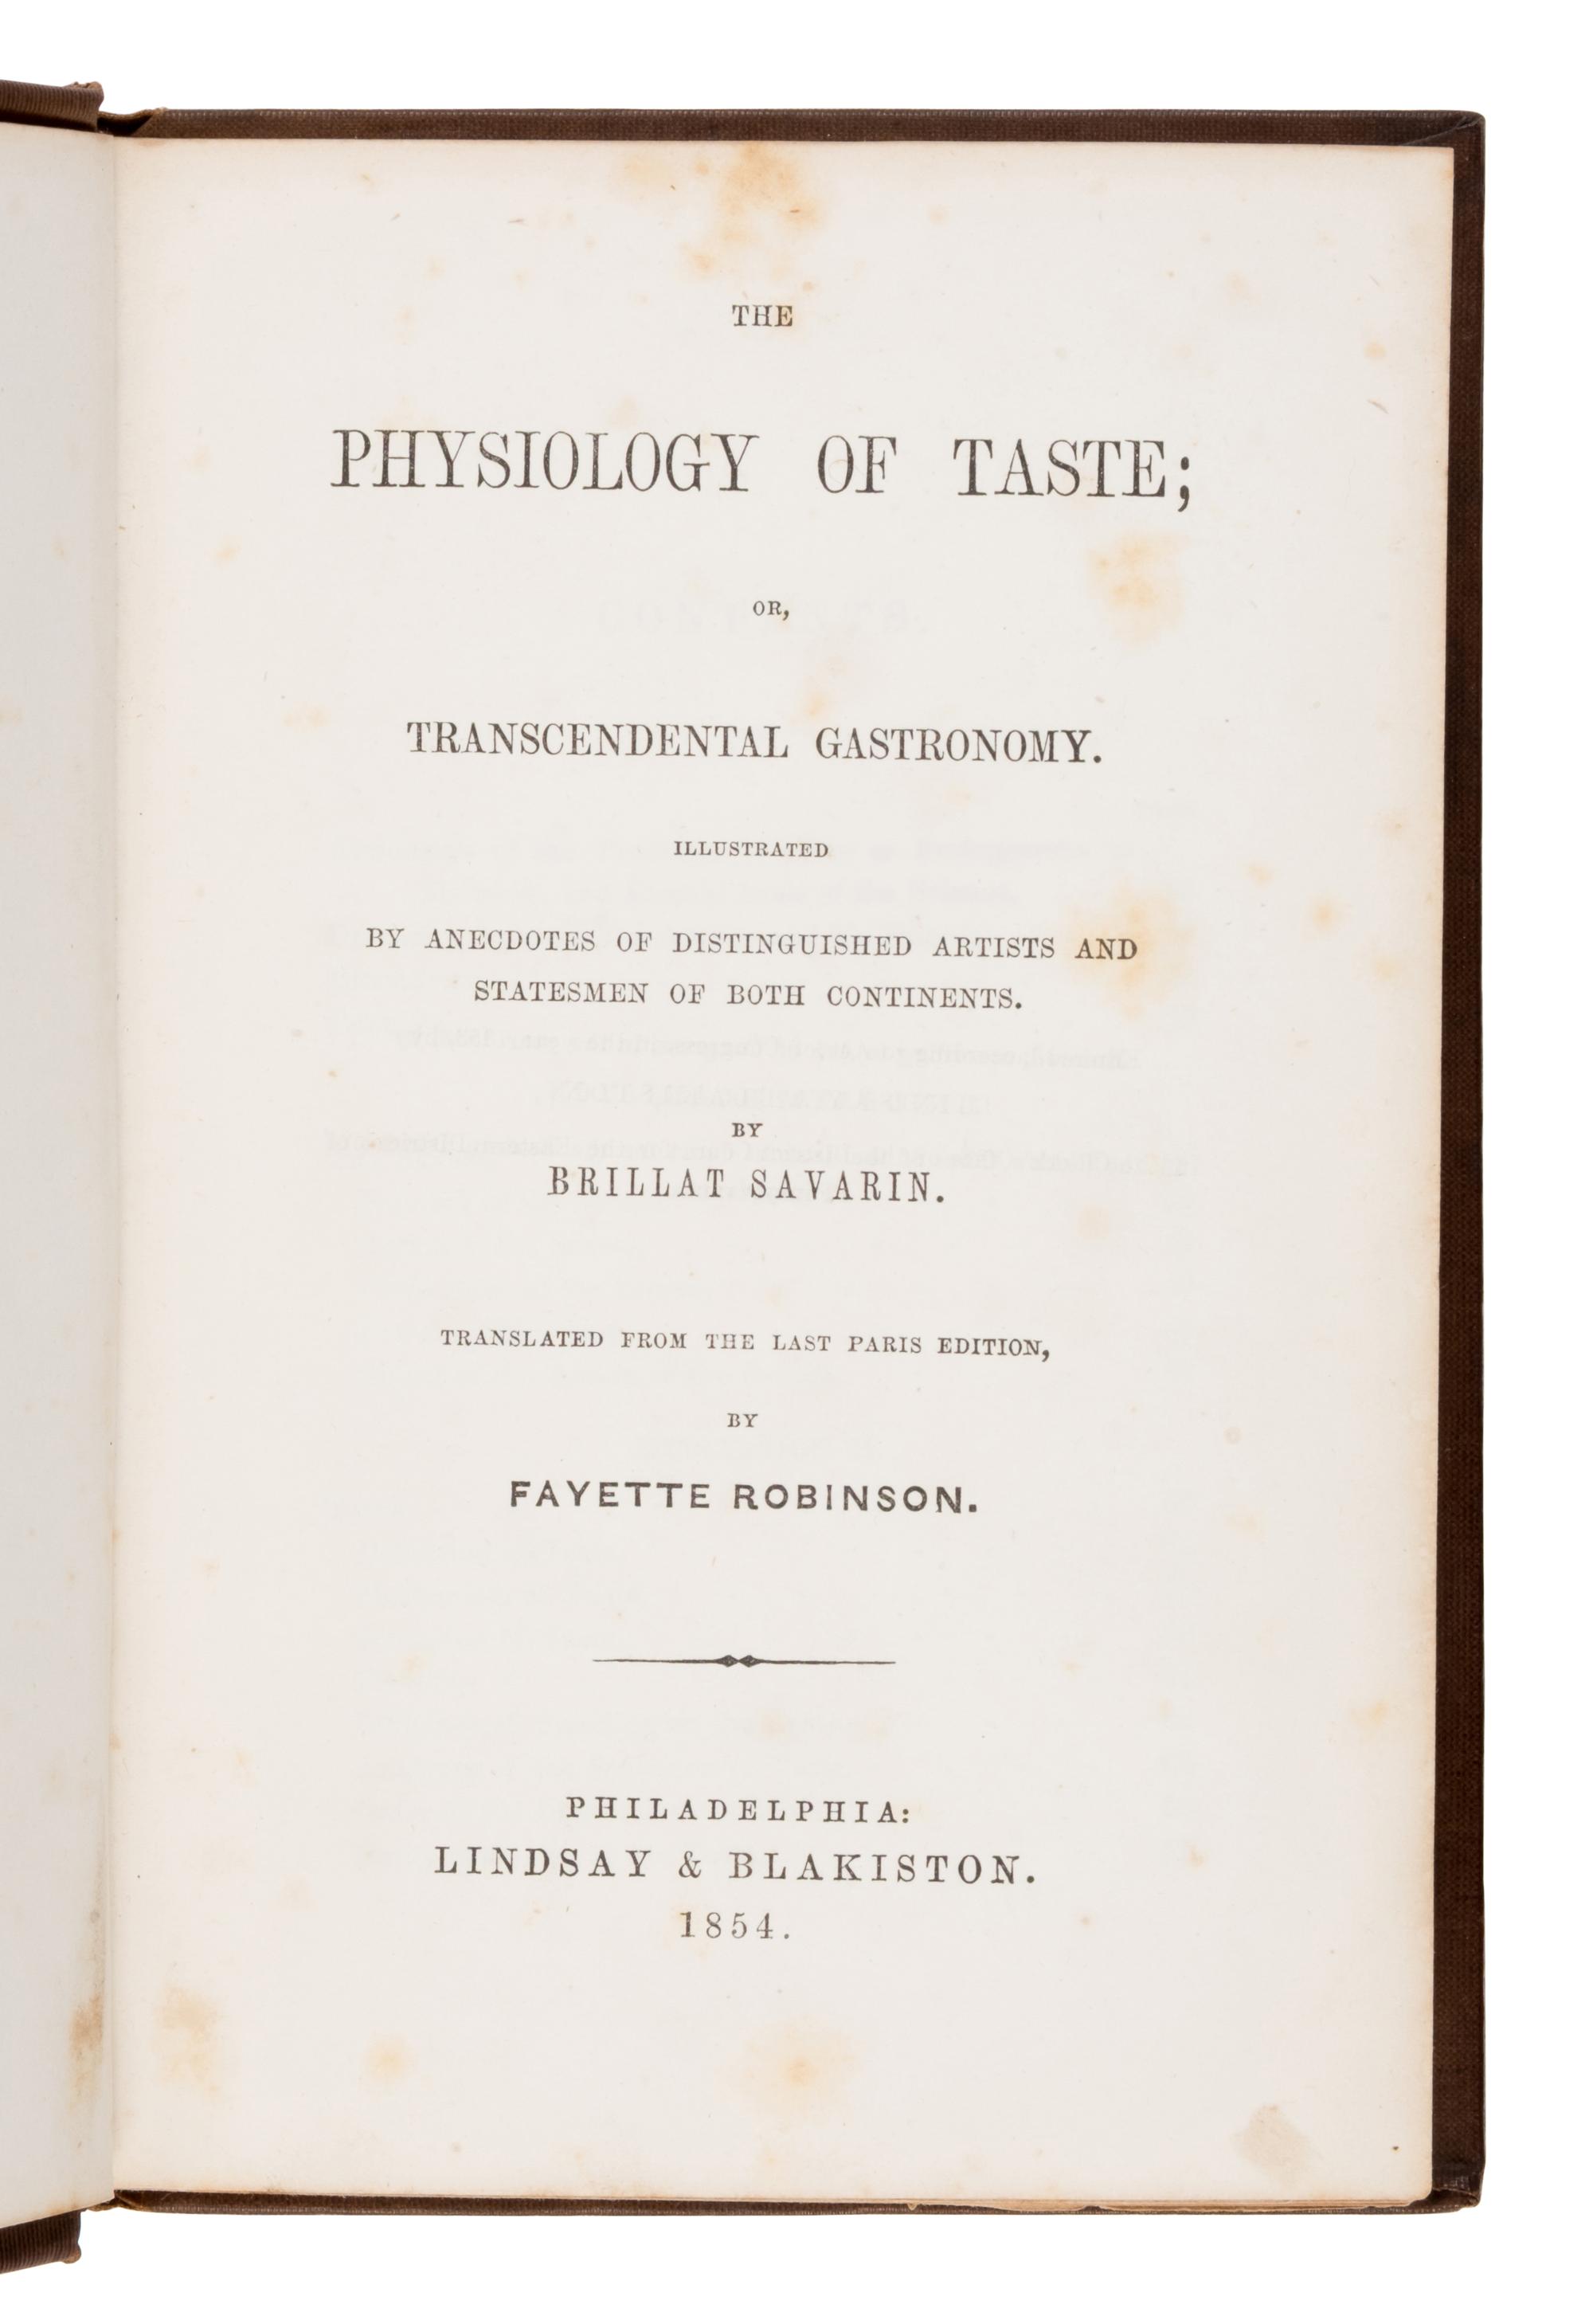 THE
PHYSIOLOGY OF TASTE;
OR,
TRANSCENDENTAL GASTRONOMY.
ILLUSTRATED
BY ANECDOTES OF DISTINGUISHED ARTISTS AND
STATESMEN OF BOTH CONTINENTS.
BY
BRILLAT SAVARIN.
TRANSLATED FROM THE LAST PARIS EDITION,
BY
FAYETTE ROBINSON.
PHILADELPHIA:
LINDSAY & BLAKISTON.
1854.